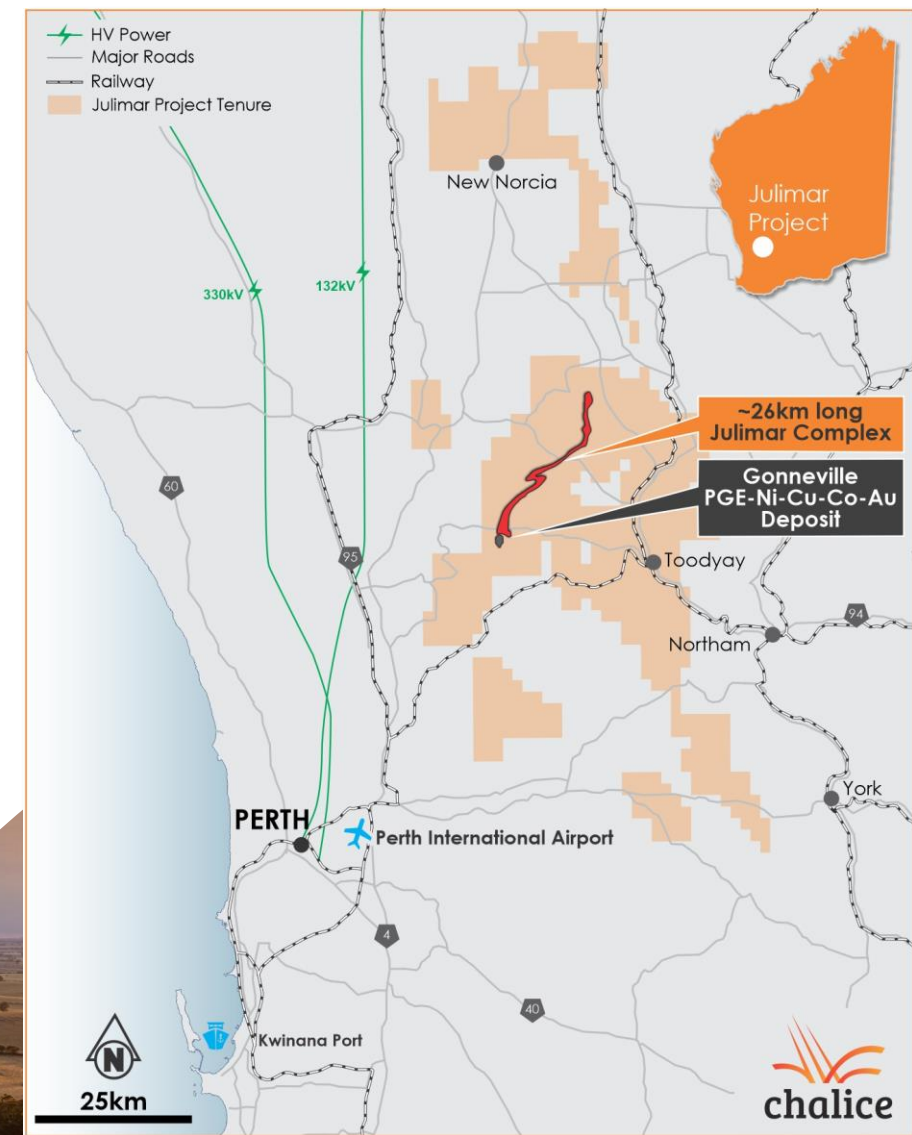 HV Power
Major Roads
Railway
Julimar Project Tenure
New Norcia
Julimar
Project
330kV
132kV
~26km long
Julimar Complex
60
Gonneville
PGE-Ni-Cu-Co-Au
Deposit
95
Toodyay
94
Northam
York
PERTH
Perth International Airport
4
40
Kwinana Port
N
25km
chalice